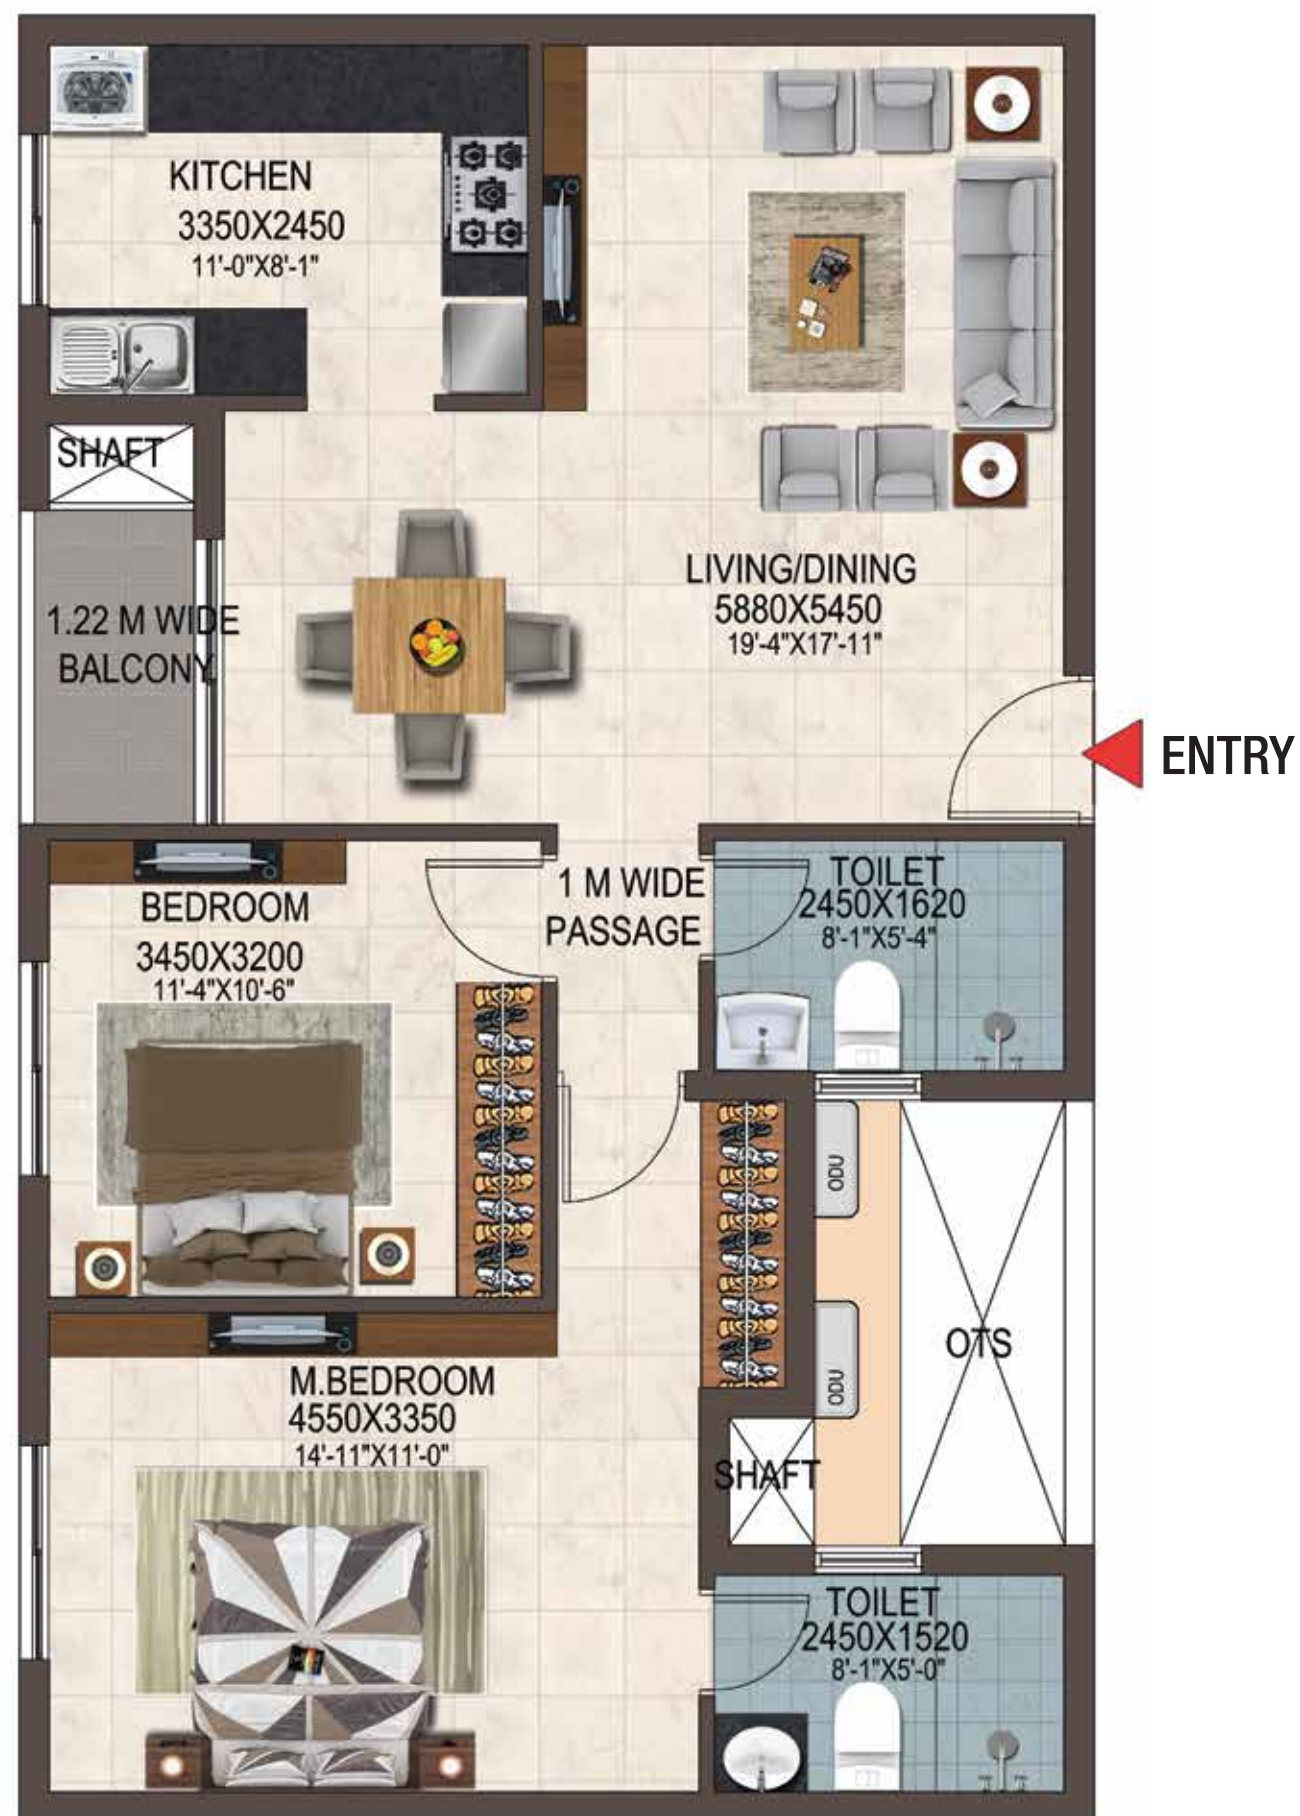 KITCHEN
3350X2450
11'-0"X8'-1"
SHAFT
LIVING/DINING
5880X5450
19'-4"X17'-11"
1.22 M WIDE
BALCONY
ENTRY
BEDROOM
3450X3200
11'-4"X10'-6"
1 M WIDE
PASSAGE
TOILET
2450X1620
8'-1"X5'-4"
ODU
ODU
OTS
M.BEDROOM
4550X3350
14'-11"X11'-0"
SHAFT
TOILET
2450X1520
8'-1"X5'-0"